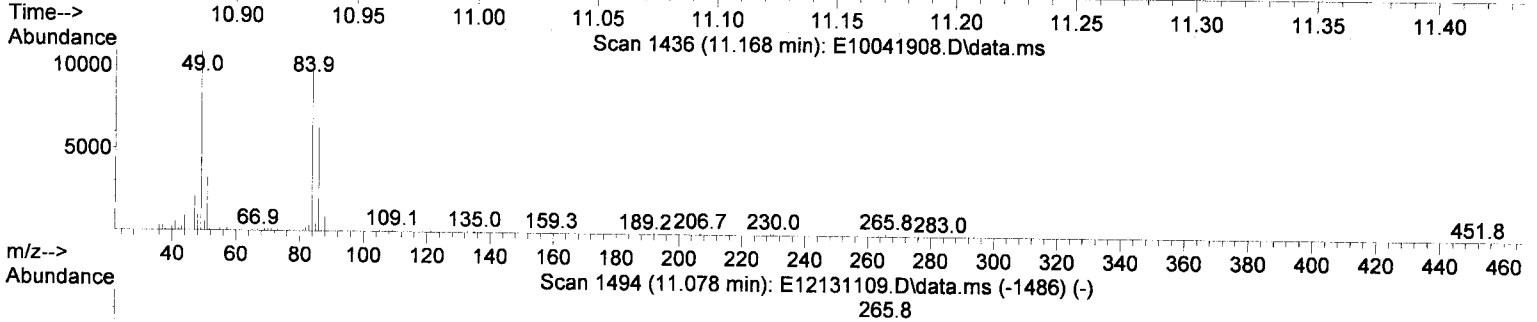 Time--> 10.90 10.95 11.00 11.05 11.10 11.15 11.20 11.25 11.30 11.35 11.40
Abundance
Scan 1436 (11.168 min): E10041908.D\data.ms
10000 49.0 83.9
5000
66.9 109.1 135.0 159.3 189.2 206.7 230.0 265.8 283.0 451.8
m/z--> 40 60 80 100 120 140 160 180 200 220 240 260 280 300 320 340 360 380 400 420 440 460
Abundance
Scan 1494 (11.078 min): E12131109.D\data.ms (-1486) (-)
265.8